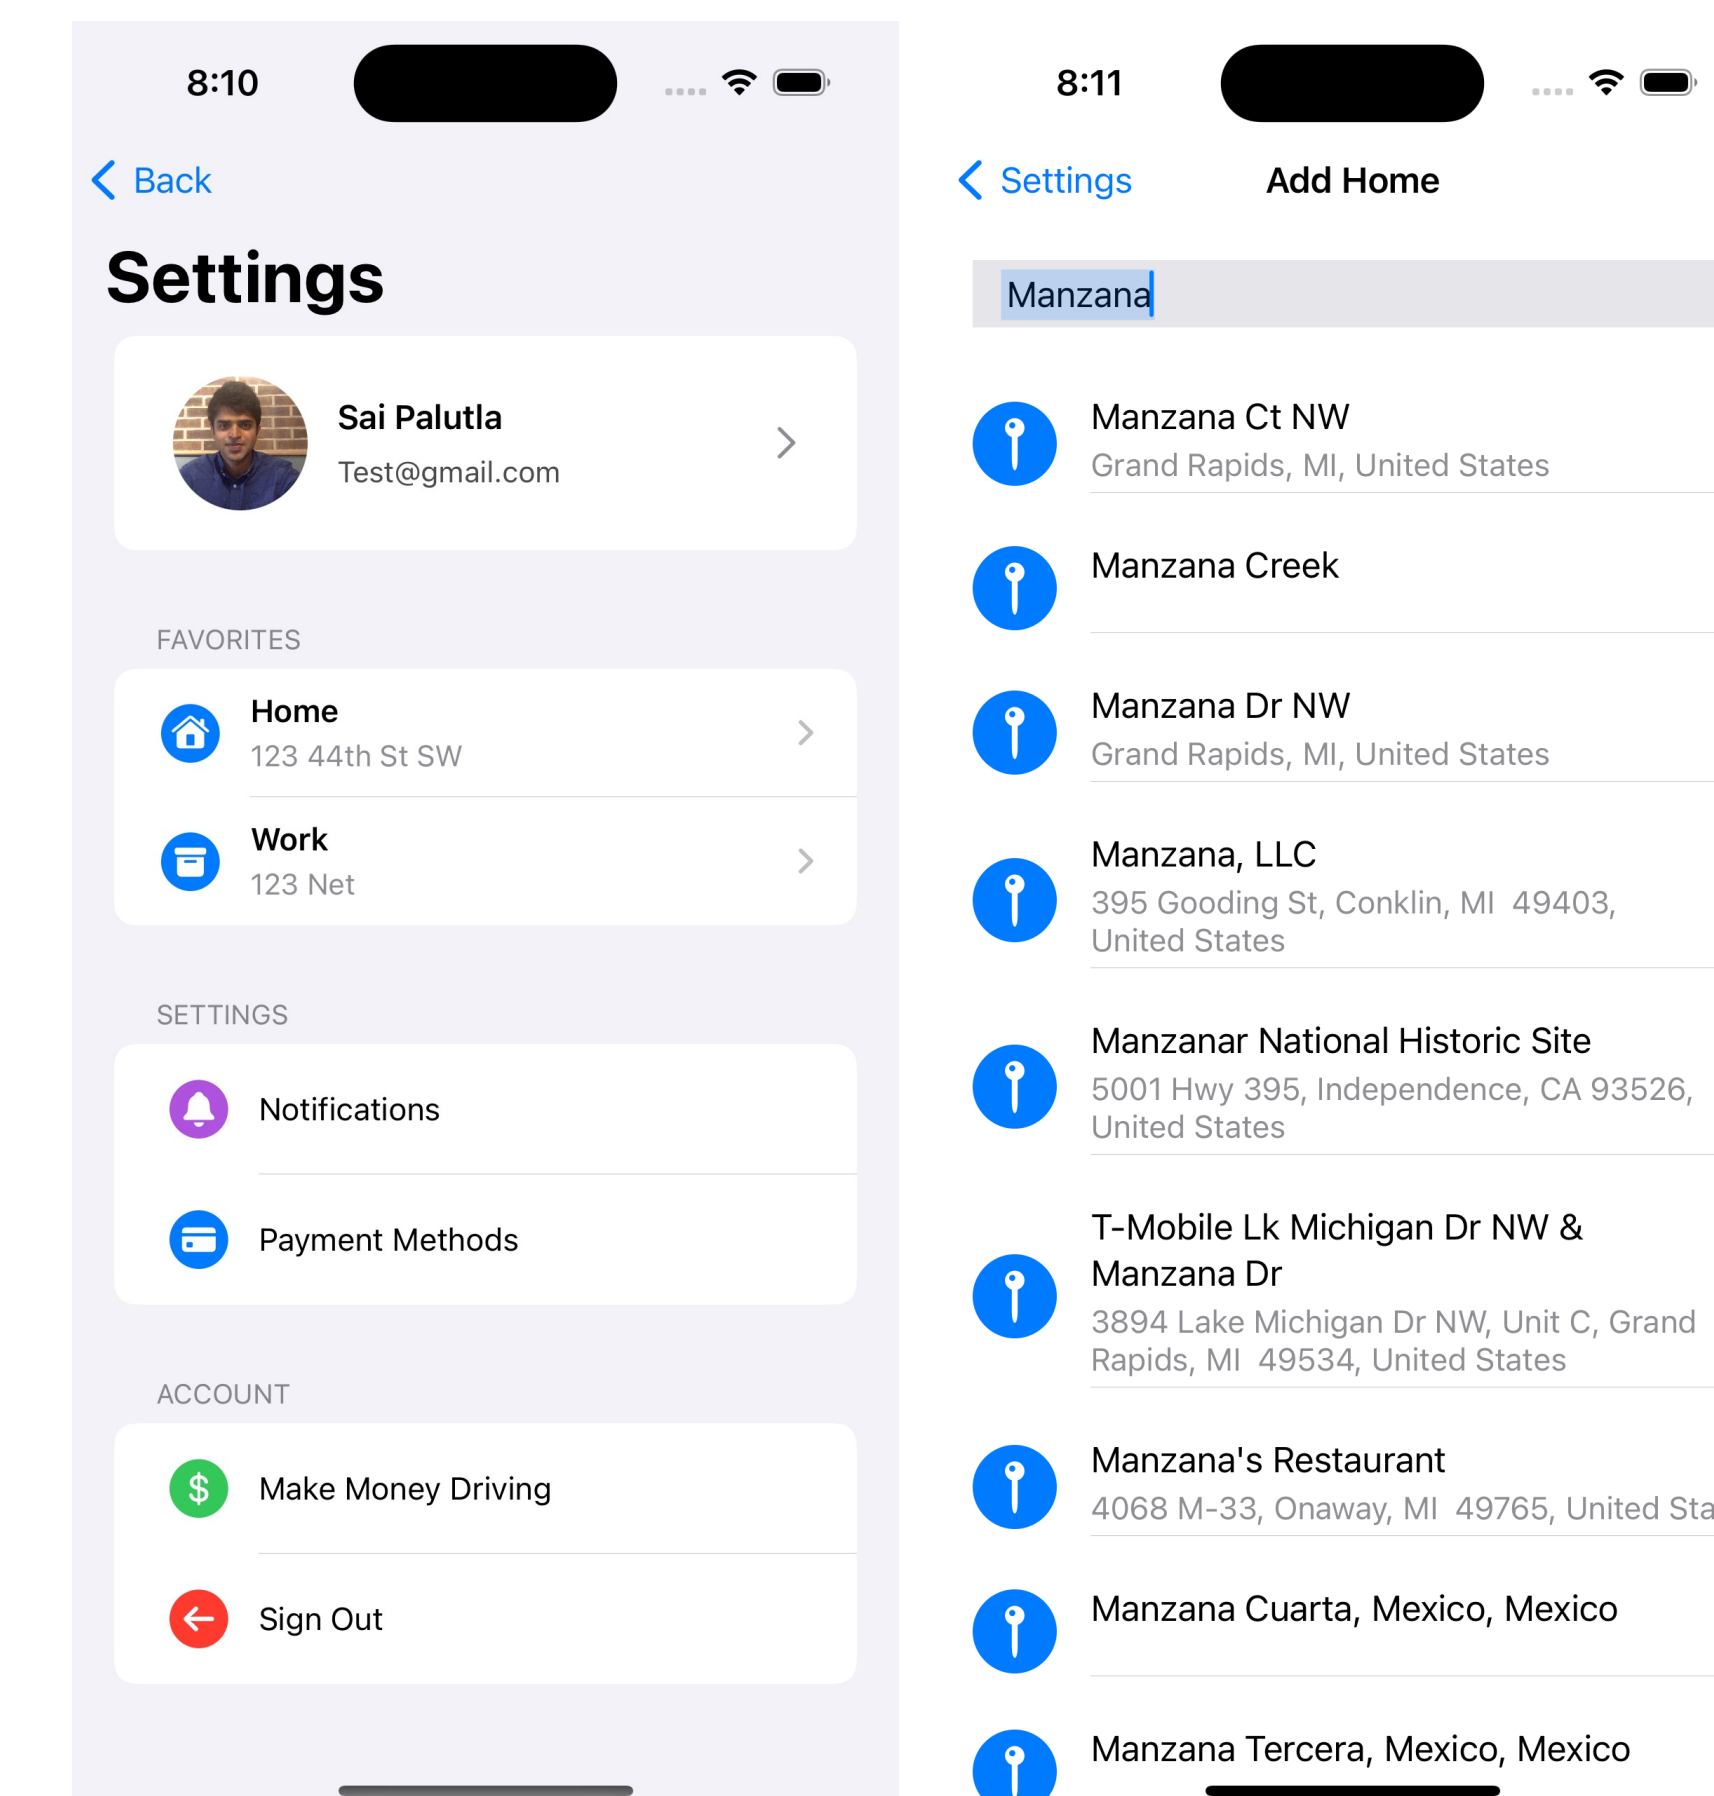 8:10
Back
Settings
Sai Palutla
Test@gmail.com
FAVORITES
Home
123 44th St SW
Work
123 Net
SETTINGS
Notifications
Payment Methods
ACCOUNT
$
Make Money Driving
Sign Out
8:11
Settings
Add Home
Manzana
Manzana Ct NW
Grand Rapids, MI, United States
Manzana Creek
Manzana Dr NW
Grand Rapids, MI, United States
Manzana, LLC
395 Gooding St, Conklin, MI  49403,
United States
Manzanar National Historic Site
5001 Hwy 395, Independence, CA 93526,
United States
T-Mobile Lk Michigan Dr NW &
Manzana Dr
3894 Lake Michigan Dr NW, Unit C, Grand
Rapids, MI  49534, United States
Manzana's Restaurant
4068 M-33, Onaway, MI  49765, United Sta
Manzana Cuarta, Mexico, Mexico
Manzana Tercera, Mexico, Mexico